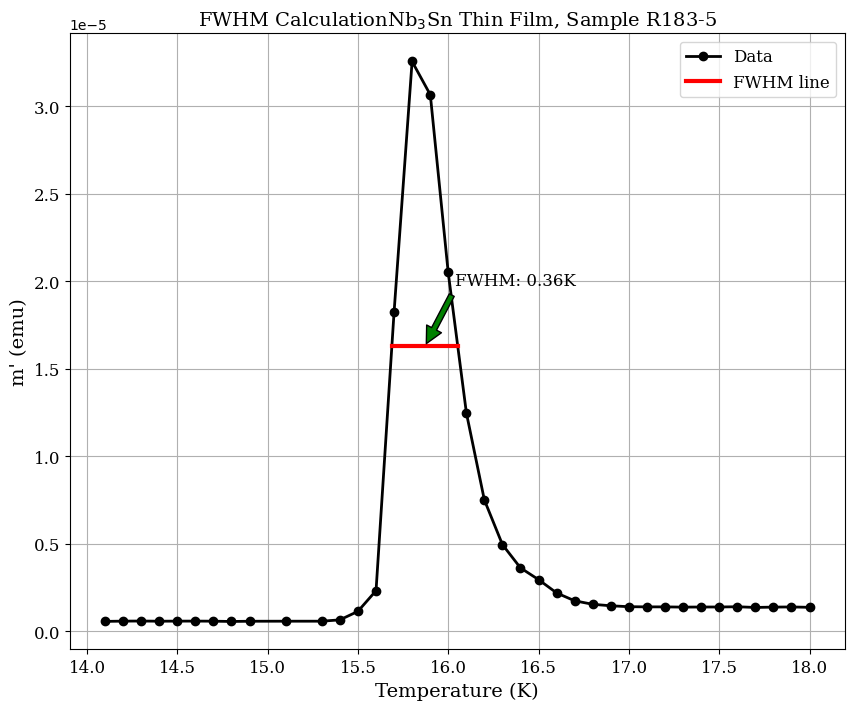 FWHM CalculationNb₃Sn Thin Film, Sample R183-5
1e−5
Data
FWHM line
3.0
2.5
2.0
1.5
1.0
0.5
0.0
m' (emu)
FWHM: 0.36K
14.0 14.5 15.0 15.5 16.0 16.5 17.0 17.5 18.0
Temperature (K)